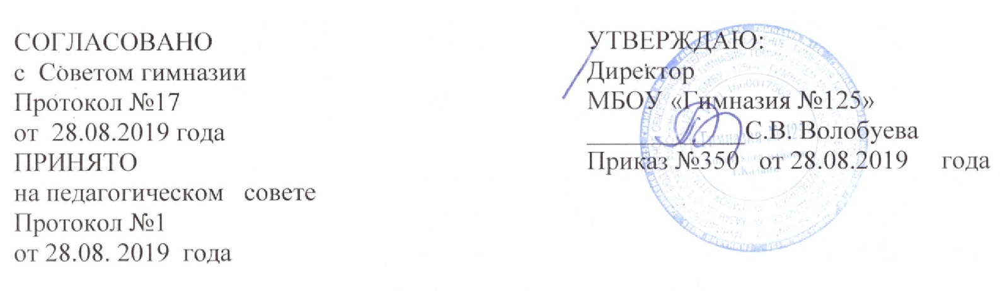 СОГЛАСОВАНО
с Советом гимназии
Протокол №17
от 28.08.2019 года
ПРИНЯТО
на педагогическом совете
Протокол №1
от 28.08. 2019 года
УТВЕРЖДАЮ:
Директор
МБОУ «Гимназия №125»
____________С.В. Волобуева
Приказ №350 от 28.08.2019 года